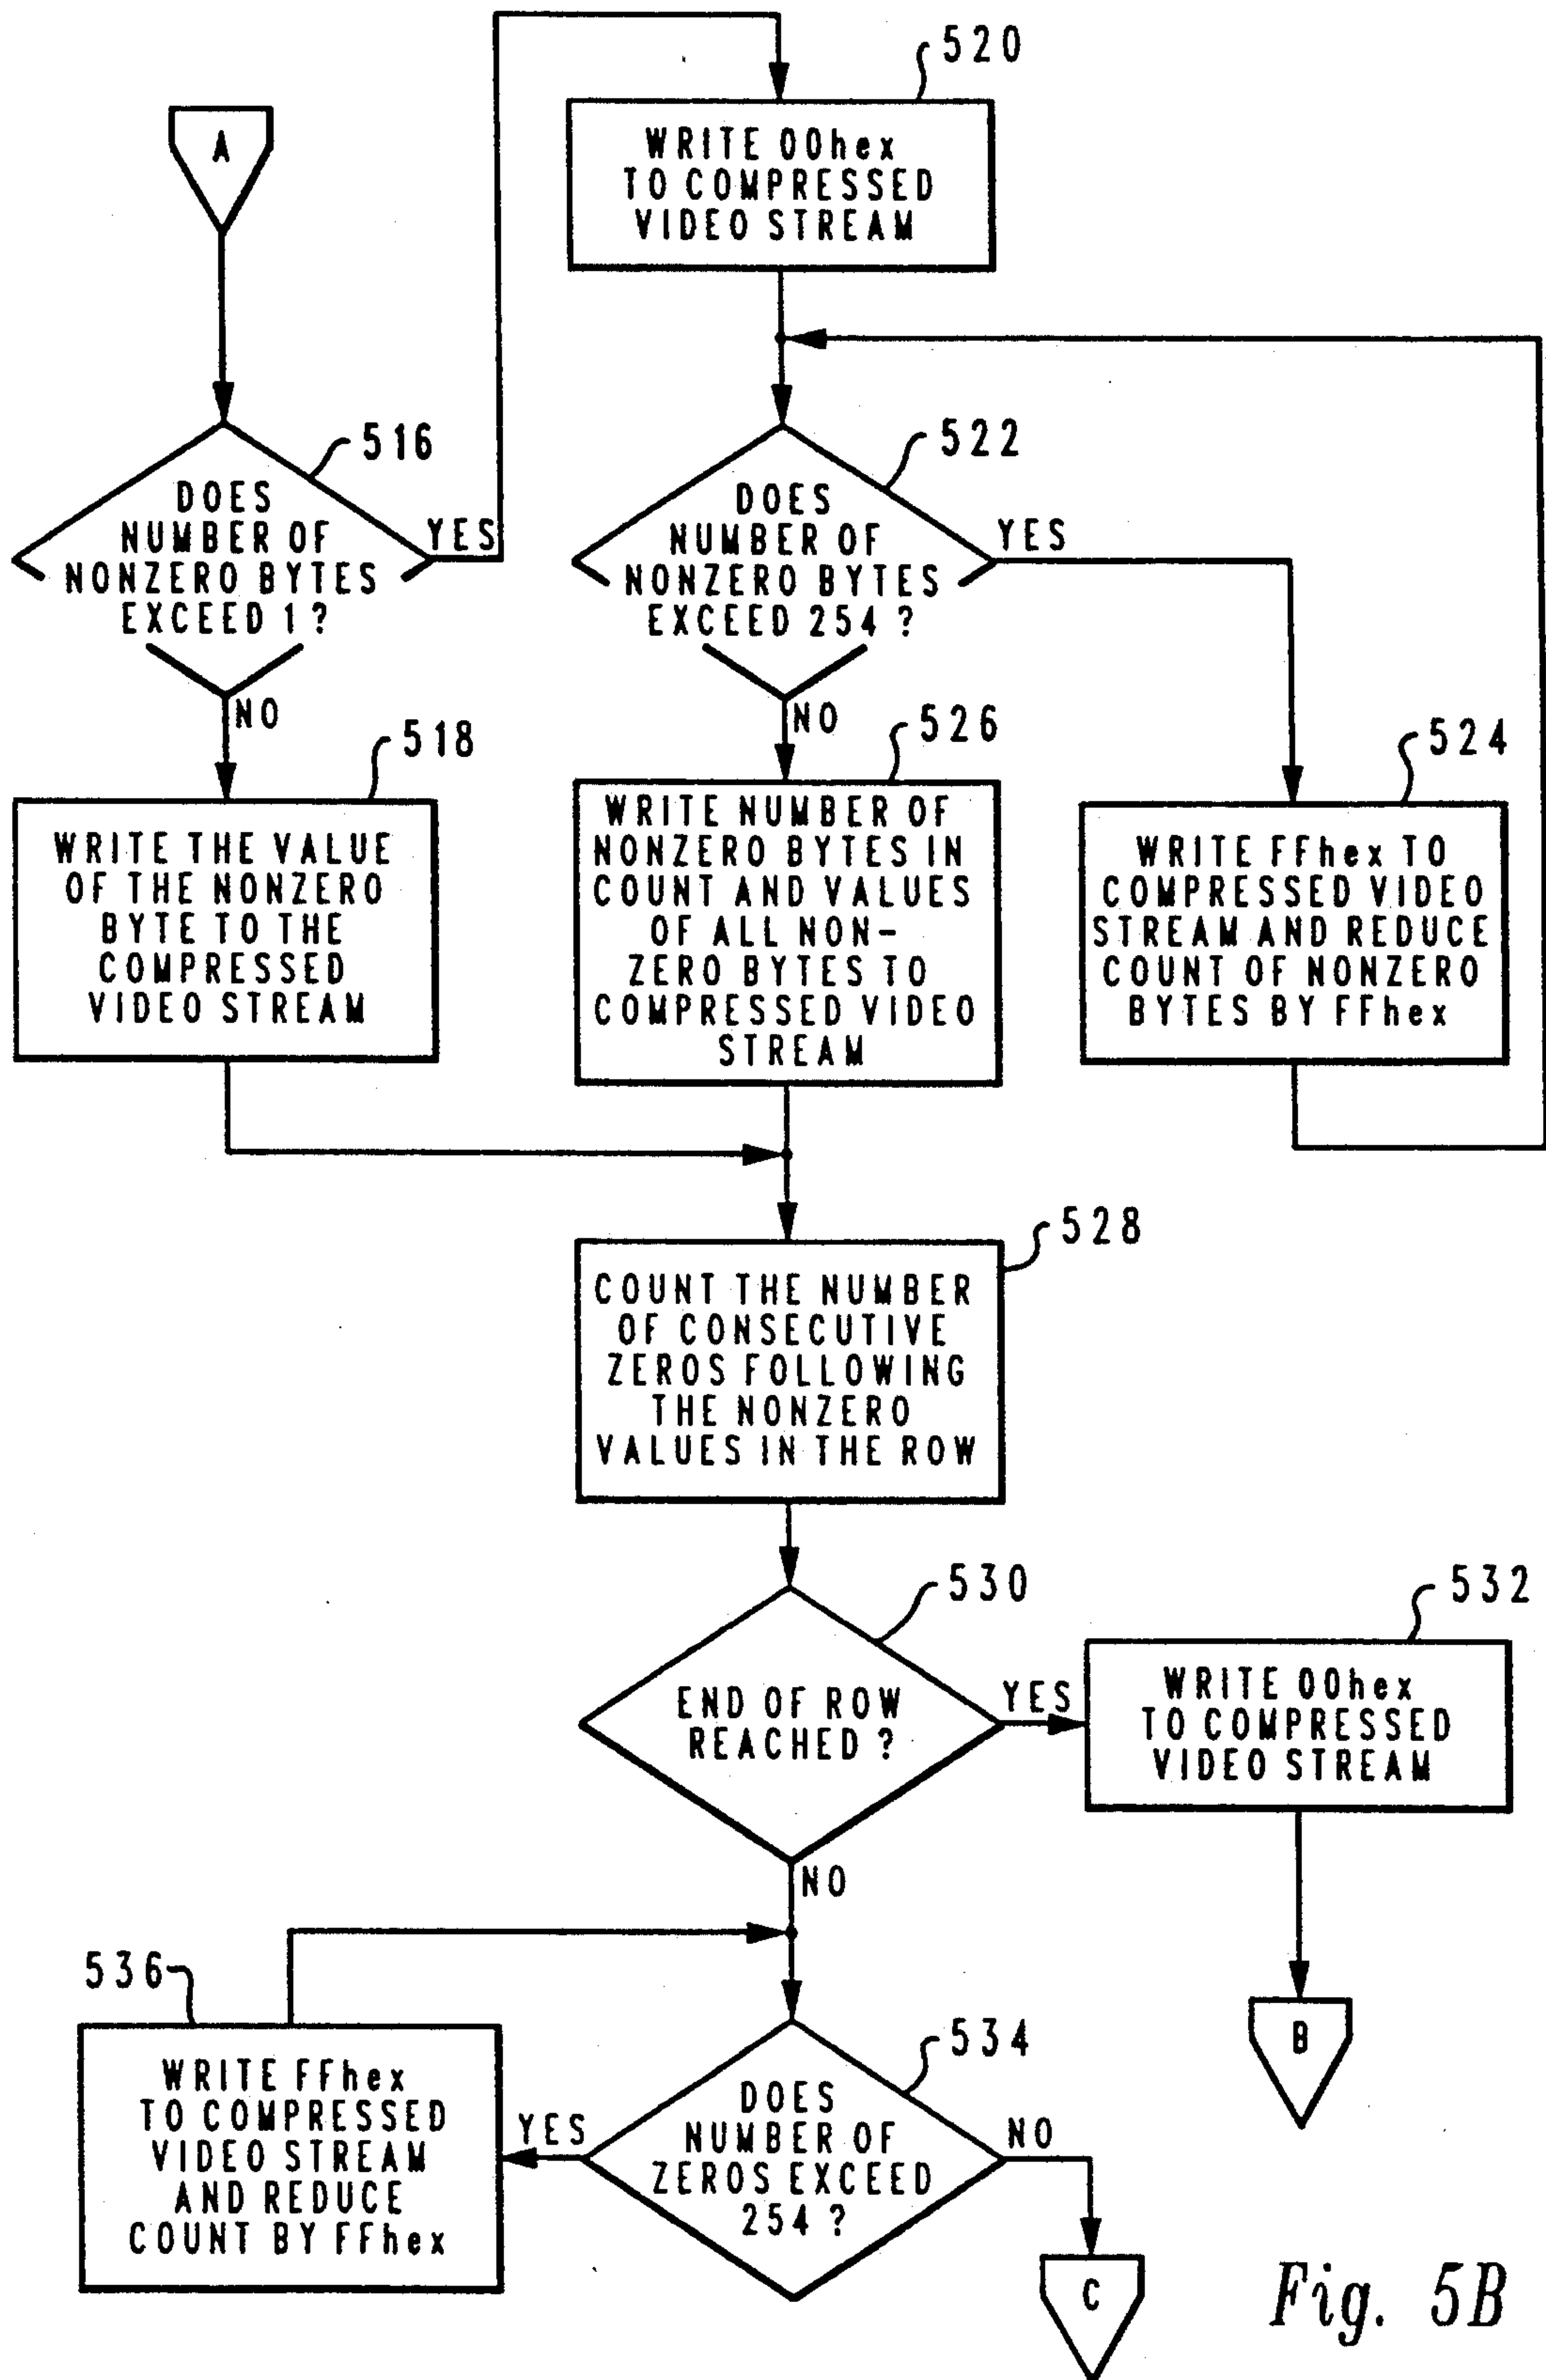 520
WRITE 00hex
TO COMPRESSED
VIDEO STREAM
A
516
DOES
NUMBER OF
NONZERO BYTES
EXCEED 1?
YES
NO
522
DOES
NUMBER OF
NONZERO BYTES
EXCEED 254?
YES
NO
518
WRITE THE VALUE
OF THE NONZERO
BYTE TO THE
COMPRESSED
VIDEO STREAM
526
WRITE NUMBER OF
NONZERO BYTES IN
COUNT AND VALUES
OF ALL NON-
ZERO BYTES TO
COMPRESSED VIDEO
STREAM
524
WRITE FFhex TO
COMPRESSED VIDEO
STREAM AND REDUCE
COUNT OF NONZERO
BYTES BY FFhex
528
COUNT THE NUMBER
OF CONSECUTIVE
ZEROS FOLLOWING
THE NONZERO
VALUES IN THE ROW
530
END OF ROW
REACHED?
YES
NO
532
WRITE 00hex
TO COMPRESSED
VIDEO STREAM
B
536
WRITE FFhex
TO COMPRESSED
VIDEO STREAM
AND REDUCE
COUNT BY FFhex
534
DOES
NUMBER OF
ZEROS EXCEED
254?
YES
NO
C
Fig. 5B